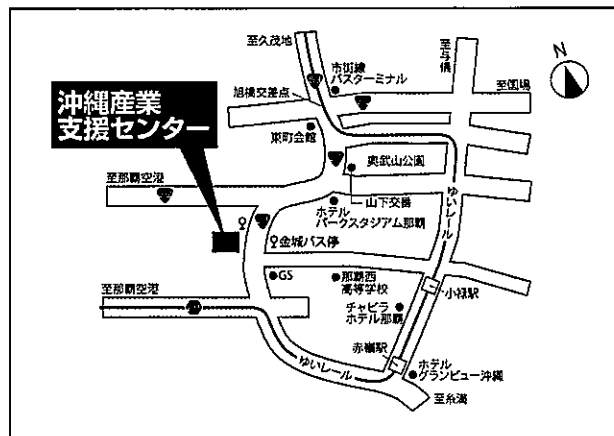 至久茂地
至与儀
N
市街線
バスターミナル
至国場
旭橋交差点
沖縄産業
支援センター
東町会館
奥武山公園
至那覇空港
山下交番
ゆいレール
ホテル
パークスタジアム那覇
金城バス停
GS
那覇西
高等学校
小禄駅
至那覇空港
チャビラ
ホテル那覇
赤嶺駅
ゆいレール
ホテル
グランビュー沖縄
至糸満